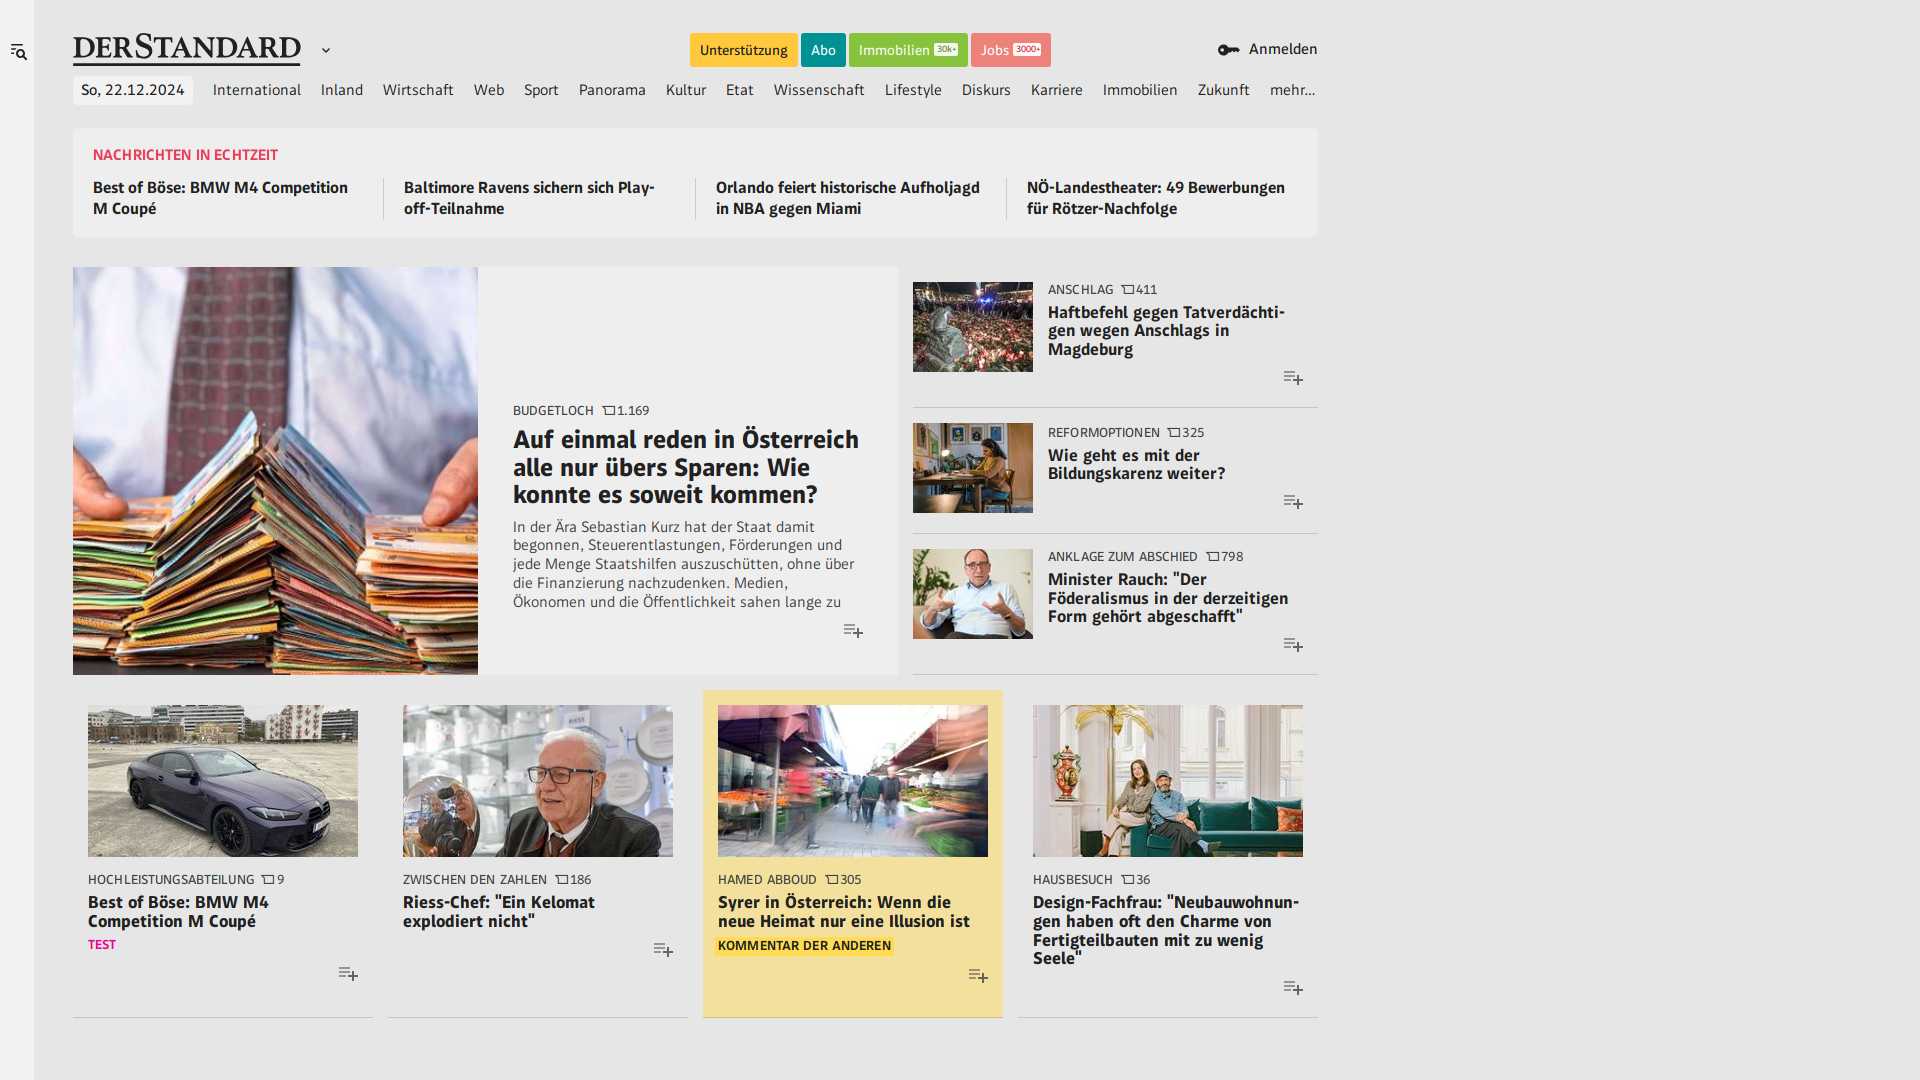 DERSTANDARD
Unterstützung
Abo
Immobilien 30k+
Jobs 3000+
Anmelden
So, 22.12.2024
International
Inland
Wirtschaft
Web
Sport
Panorama
Kultur
Etat
Wissenschaft
Lifestyle
Diskurs
Karriere
Immobilien
Zukunft
mehr…
NACHRICHTEN IN ECHTZEIT
Best of Böse: BMW M4 Competition
M Coupé
Baltimore Ravens sichern sich Play-
off-Teilnahme
Orlando feiert historische Aufholjagd
in NBA gegen Miami
NÖ-Landestheater: 49 Bewerbungen
für Rötzer-Nachfolge
BUDGETLOCH 1.169
Auf einmal reden in Österreich
alle nur übers Sparen: Wie
konnte es soweit kommen?
In der Ära Sebastian Kurz hat der Staat damit
begonnen, Steuerentlastungen, Förderungen und
jede Menge Staatshilfen auszuschütten, ohne über
die Finanzierung nachzudenken. Medien,
Ökonomen und die Öffentlichkeit sahen lange zu
ANSCHLAG 411
Haftbefehl gegen Tatverdächti-
gen wegen Anschlags in
Magdeburg
REFORMOPTIONEN 325
Wie geht es mit der
Bildungskarenz weiter?
ANKLAGE ZUM ABSCHIED 798
Minister Rauch: "Der
Föderalismus in der derzeitigen
Form gehört abgeschafft"
HOCHLEISTUNGSABTEILUNG 9
Best of Böse: BMW M4
Competition M Coupé
TEST
RIESS
ZWISCHEN DEN ZAHLEN 186
Riess-Chef: "Ein Kelomat
explodiert nicht"
HAMED ABBOUD 305
Syrer in Österreich: Wenn die
neue Heimat nur eine Illusion ist
KOMMENTAR DER ANDEREN
HAUSBESUCH 36
Design-Fachfrau: "Neubauwohnun-
gen haben oft den Charme von
Fertigteilbauten mit zu wenig
Seele"